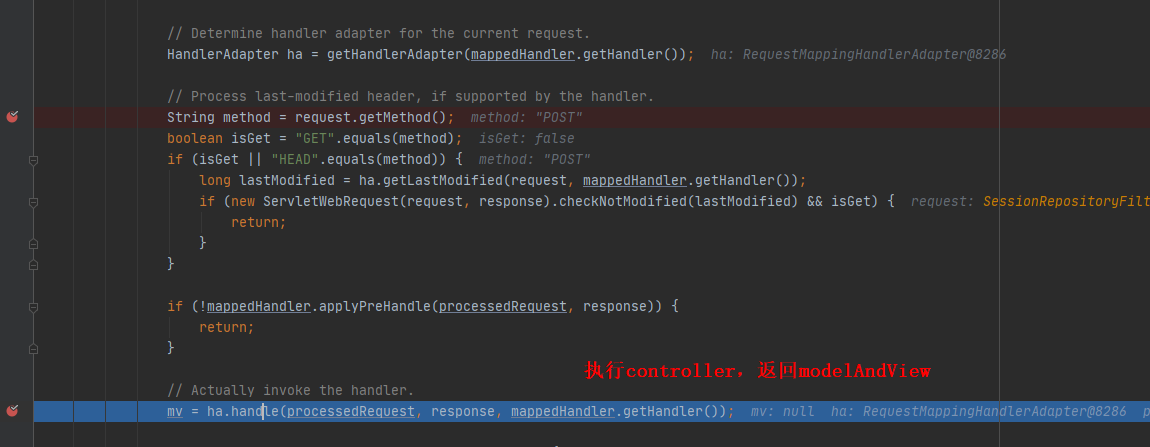 // Determine handler adapter for the current request.
HandlerAdapter ha = getHandlerAdapter(mappedHandler.getHandler()); ha: RequestMappingHandlerAdapter@8286
// Process last-modified header, if supported by the handler.
String method = request.getMethod(); method: "POST"
boolean isGet = "GET".equals(method); isGet: false
if (isGet || "HEAD".equals(method)) { method: "POST"
long lastModified = ha.getLastModified(request, mappedHandler.getHandler());
if (new ServletWebRequest(request, response).checkNotModified(lastModified) && isGet) { request: SessionRepositoryFilt
return;
}
}
if (!mappedHandler.applyPreHandle(processedRequest, response)) {
return;
}
执行controller，返回modelAndView
// Actually invoke the handler.
mv = ha.handle(processedRequest, response, mappedHandler.getHandler()); mv: null ha: RequestMappingHandlerAdapter@8286 p